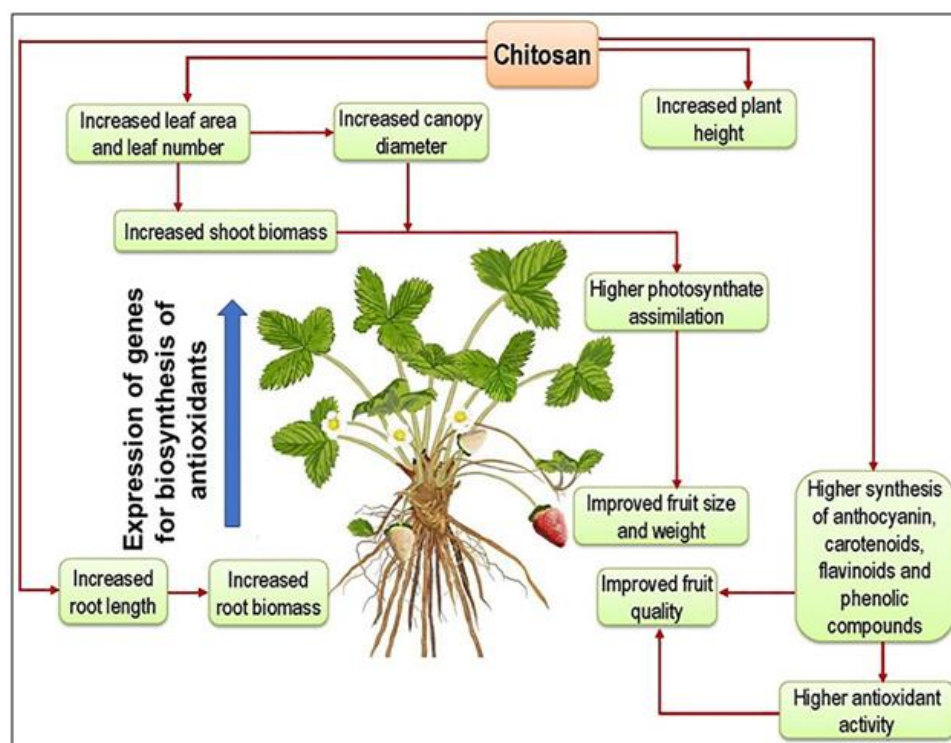 Chitosan
Increased leaf area
and leaf number
Increased canopy
diameter
Increased plant
height
Increased shoot biomass
Higher photosynthate
assimilation
Expression of genes
for biosynthesis of
antioxidants
Improved fruit size
and weight
Higher synthesis
of anthocyanin,
carotenoids,
flavinoids and
phenolic
compounds
Increased
root length
Increased
root biomass
Improved fruit
quality
Higher antioxidant
activity